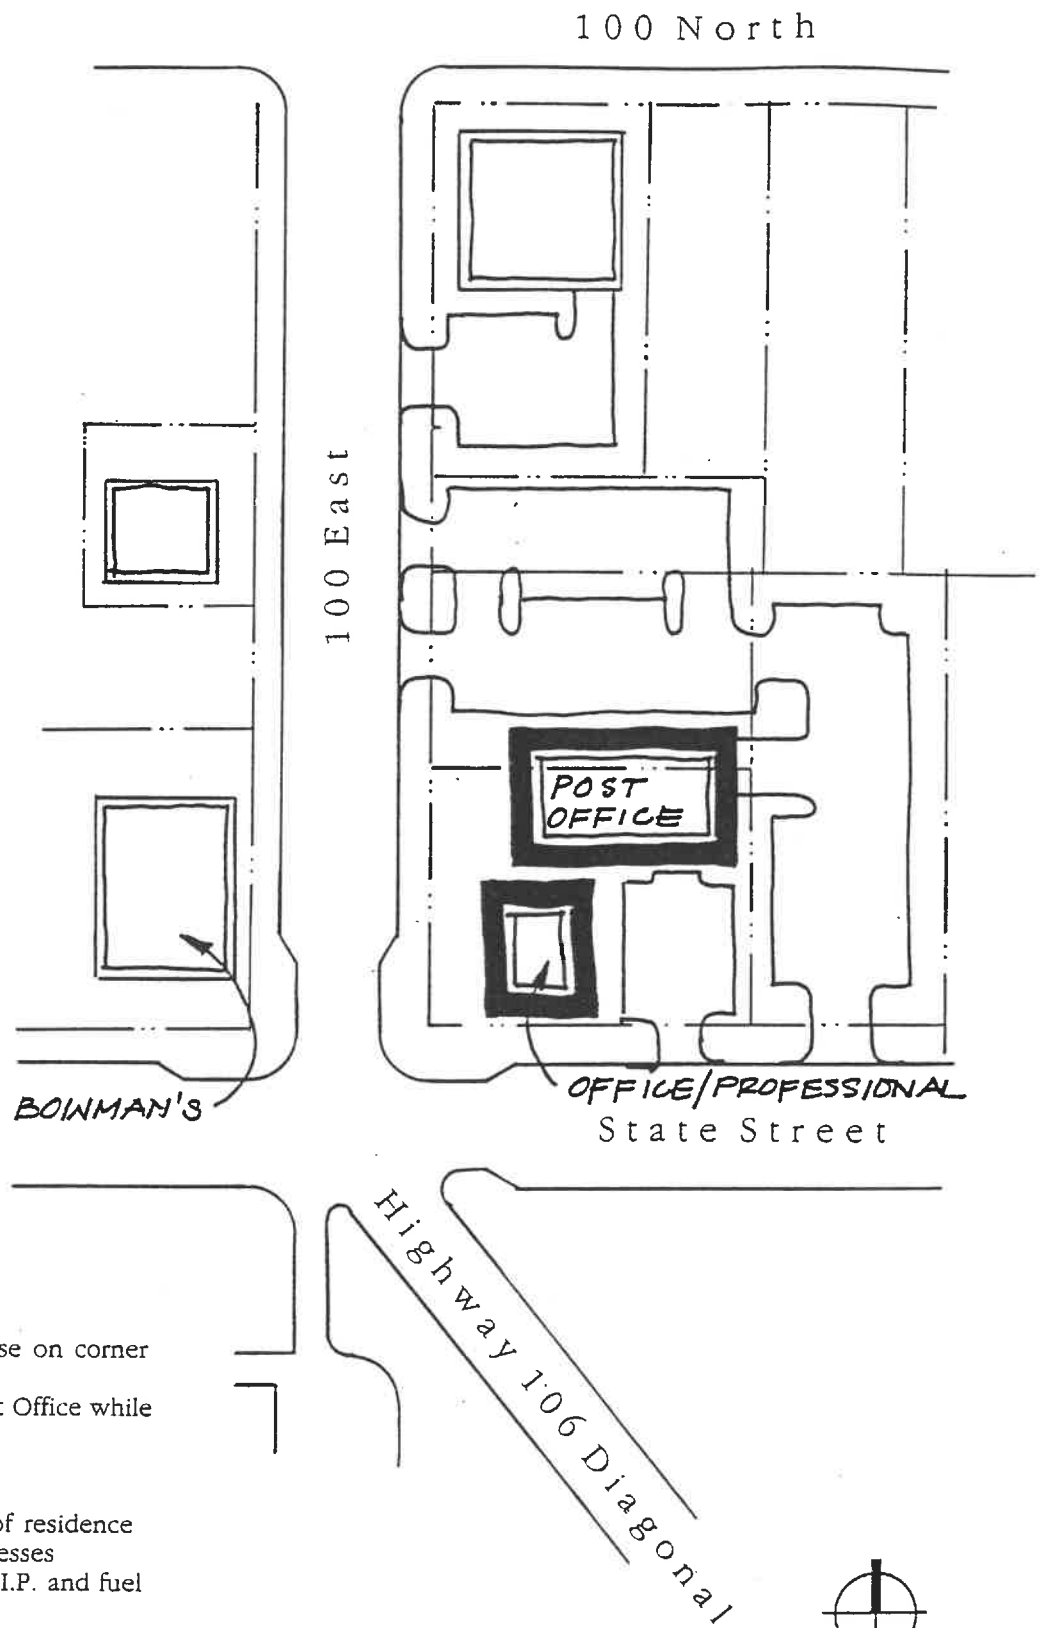 100 North
100 East
POST
OFFICE
BOWMAN'S
OFFICE/PROFESSIONAL
State Street
Highway 106 Diagonal
se on corner
t Office while
of residence
esses
I.P. and fuel